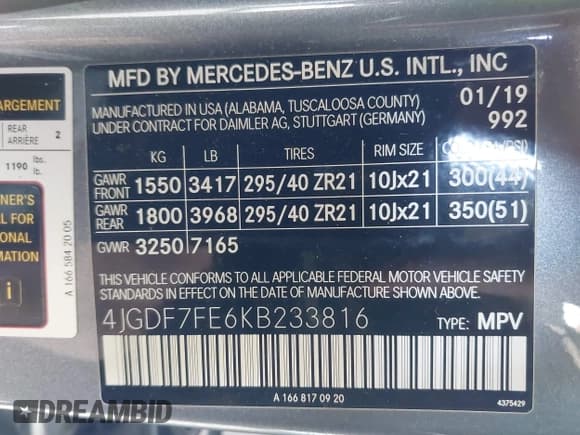 MFD BY MERCEDES-BENZ U.S. INTL., INC
MANUFACTURED IN USA (ALABAMA, TUSCALOOSA COUNTY) 01/19
UNDER CONTRACT FOR DAIMLER AG, STUTTGART (GERMANY) 992
KG LB TIRES RIM SIZE
GAWR FRONT 1550 3417 295/40 ZR21 10Jx21 300(44)
GAWR REAR 1800 3968 295/40 ZR21 10Jx21 350(51)
GVWR 3250 7165
THIS VEHICLE CONFORMS TO ALL APPLICABLE FEDERAL MOTOR VEHICLE SAFETY
STANDARDS IN EFFECT ON THE DATE OF MANUFACTURE SHOWN ABOVE.
4JGDF7FE6KB233816 TYPE: MPV
A 166 817 09 20
4375429
ARGEMENT
REAR
ARRIÈRE 2
1190 lbs.
lb.
NER'S
L FOR
ONAL
MATION
i
A 166 584 20 05
DREAMBID